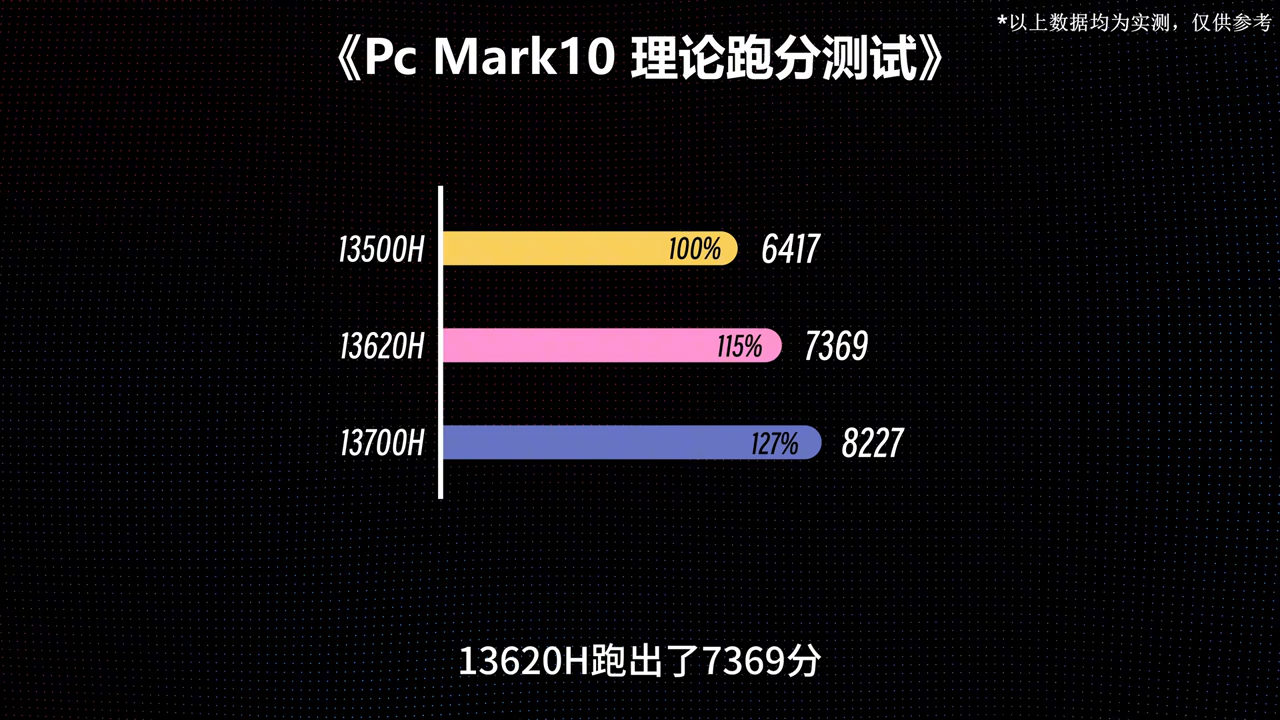 *以上数据均为实测，仅供参考
《Pc Mark10 理论跑分测试》
13500H 100% 6417
13620H 115% 7369
13700H 127% 8227
13620H跑出了7369分